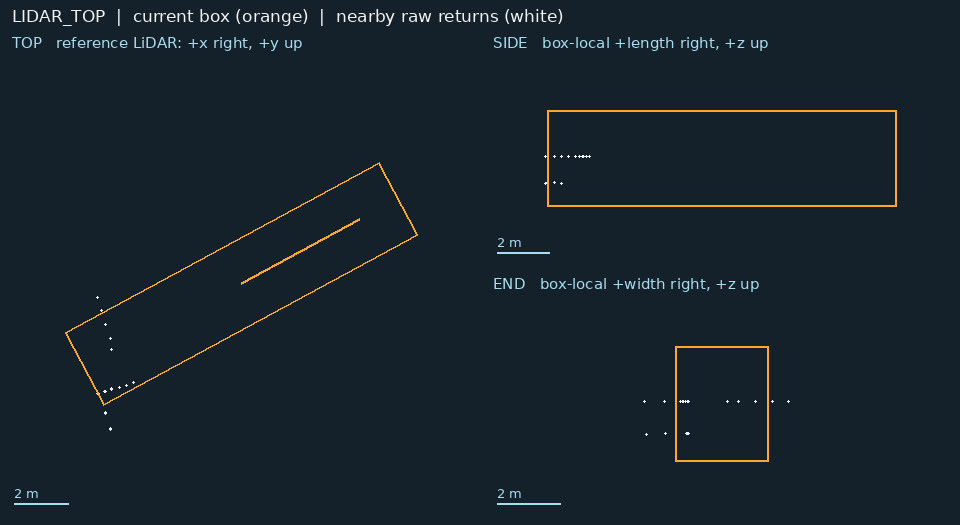 LIDAR_TOP  |  current box (orange)  |  nearby raw returns (white)
TOP   reference LiDAR: +x right, +y up
SIDE   box-local +length right, +z up
2 m
END   box-local +width right, +z up
2 m
2 m